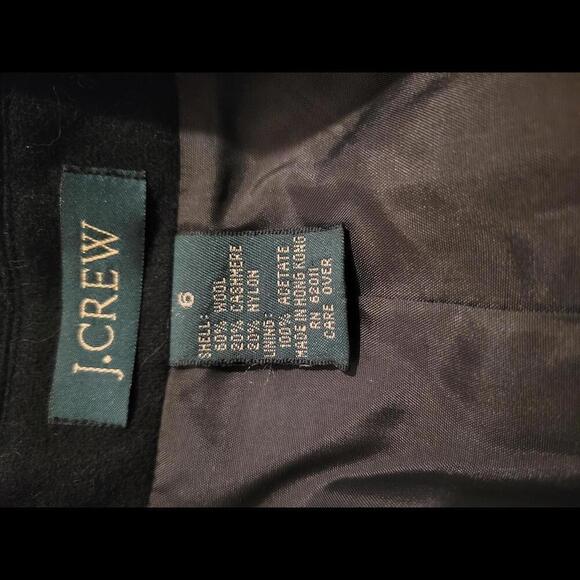 J.CREW
6
SHELL:
60% WOOL
20% CASHMERE
20% NYLON
LINING:
100% ACETATE
MADE IN HONG KONG
RN 62011
CARE OVER